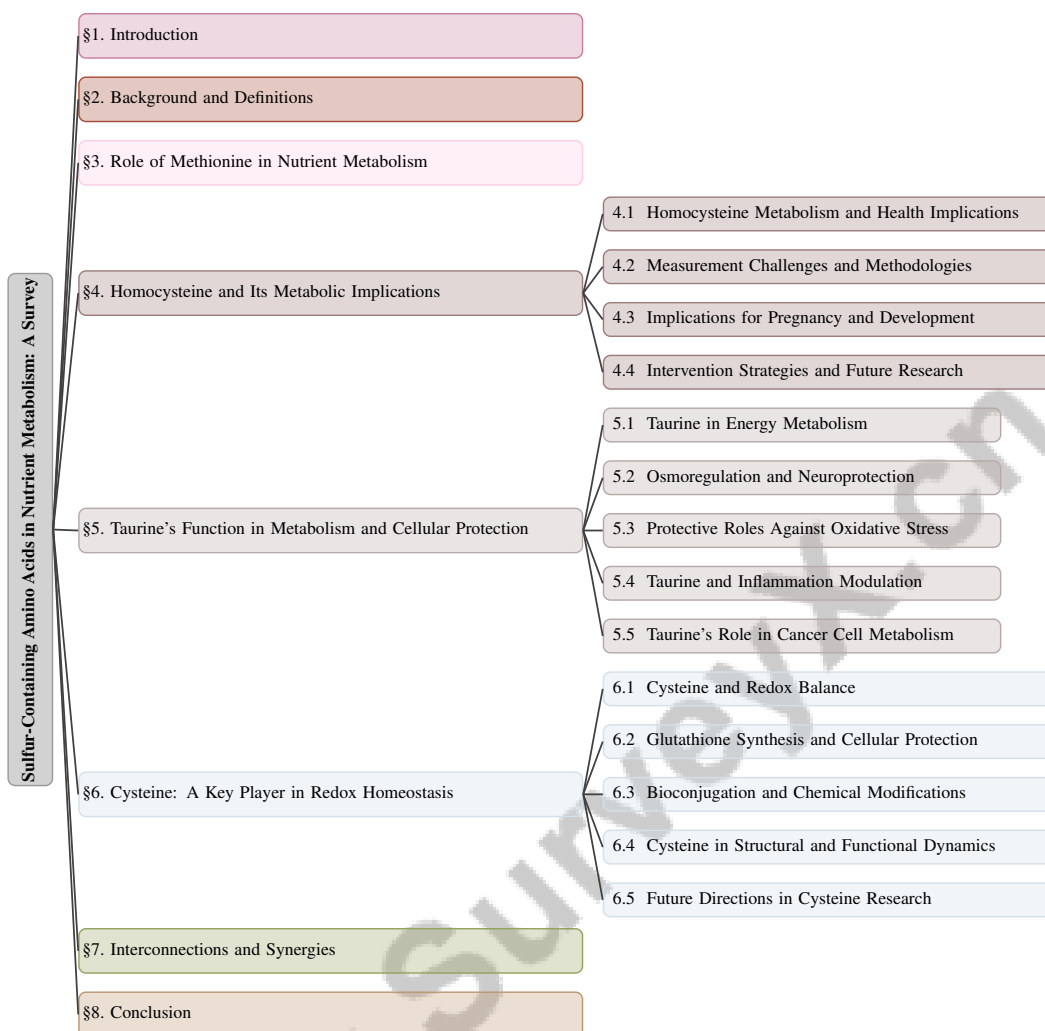 Sulfur-Containing Amino Acids in Nutrient Metabolism: A Survey
§1. Introduction
§2. Background and Definitions
§3. Role of Methionine in Nutrient Metabolism
§4. Homocysteine and Its Metabolic Implications
4.1 Homocysteine Metabolism and Health Implications
4.2 Measurement Challenges and Methodologies
4.3 Implications for Pregnancy and Development
4.4 Intervention Strategies and Future Research
§5. Taurine's Function in Metabolism and Cellular Protection
5.1 Taurine in Energy Metabolism
5.2 Osmoregulation and Neuroprotection
5.3 Protective Roles Against Oxidative Stress
5.4 Taurine and Inflammation Modulation
5.5 Taurine's Role in Cancer Cell Metabolism
§6. Cysteine: A Key Player in Redox Homeostasis
6.1 Cysteine and Redox Balance
6.2 Glutathione Synthesis and Cellular Protection
6.3 Bioconjugation and Chemical Modifications
6.4 Cysteine in Structural and Functional Dynamics
6.5 Future Directions in Cysteine Research
§7. Interconnections and Synergies
§8. Conclusion
SurveyX.cn